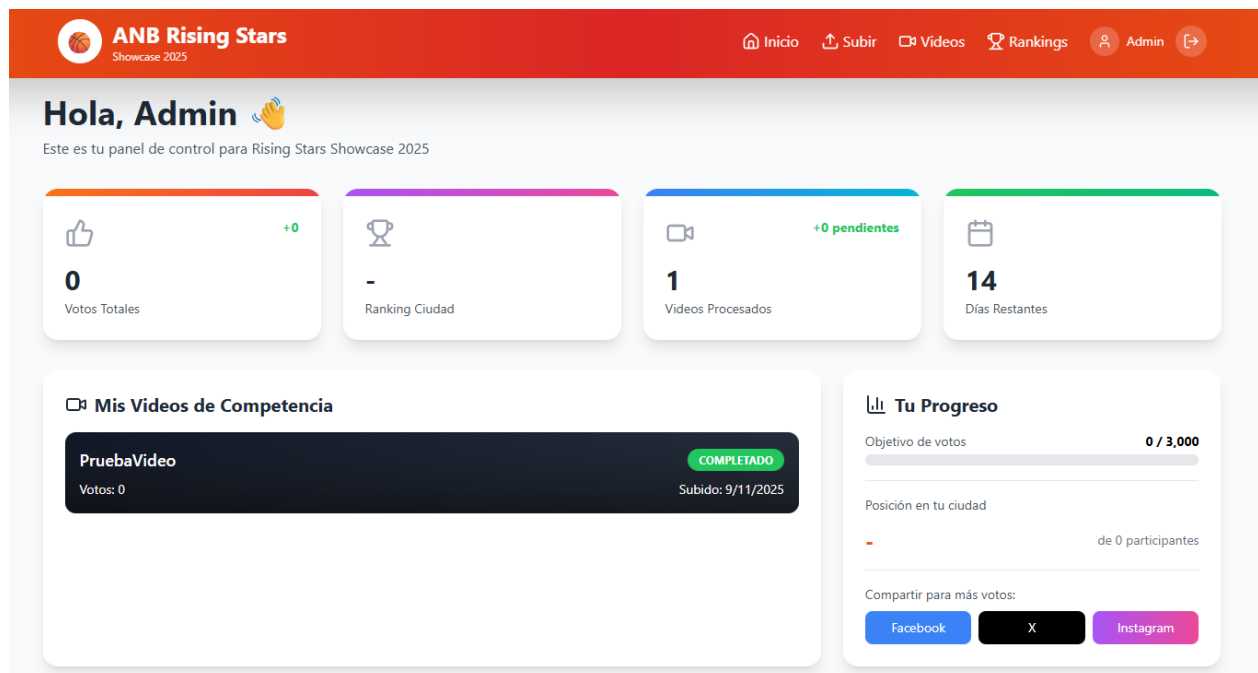 ANB Rising Stars
Showcase 2025
Inicio
Subir
Videos
Rankings
Admin
Hola, Admin 👋
Este es tu panel de control para Rising Stars Showcase 2025
+0
0
Votos Totales
-
Ranking Ciudad
+0 pendientes
1
Videos Procesados
14
Días Restantes
Mis Videos de Competencia
PruebaVideo
COMPLETADO
Votos: 0
Subido: 9/11/2025
Tu Progreso
Objetivo de votos
0 / 3,000
Posición en tu ciudad
-
de 0 participantes
Compartir para más votos:
Facebook
X
Instagram